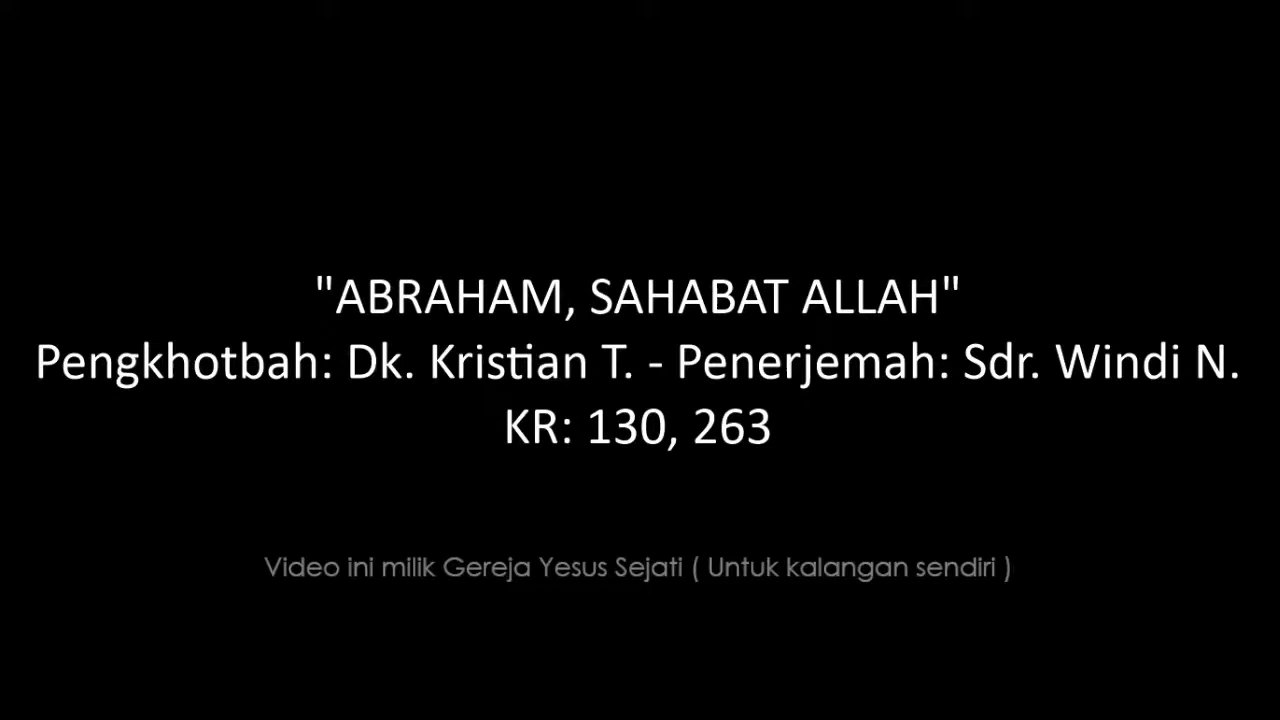 "ABRAHAM, SAHABAT ALLAH"
Pengkhotbah: Dk. Kristian T. - Penerjemah: Sdr. Windi N.
KR: 130, 263
Video ini milik Gereja Yesus Sejati ( Untuk kalangan sendiri )